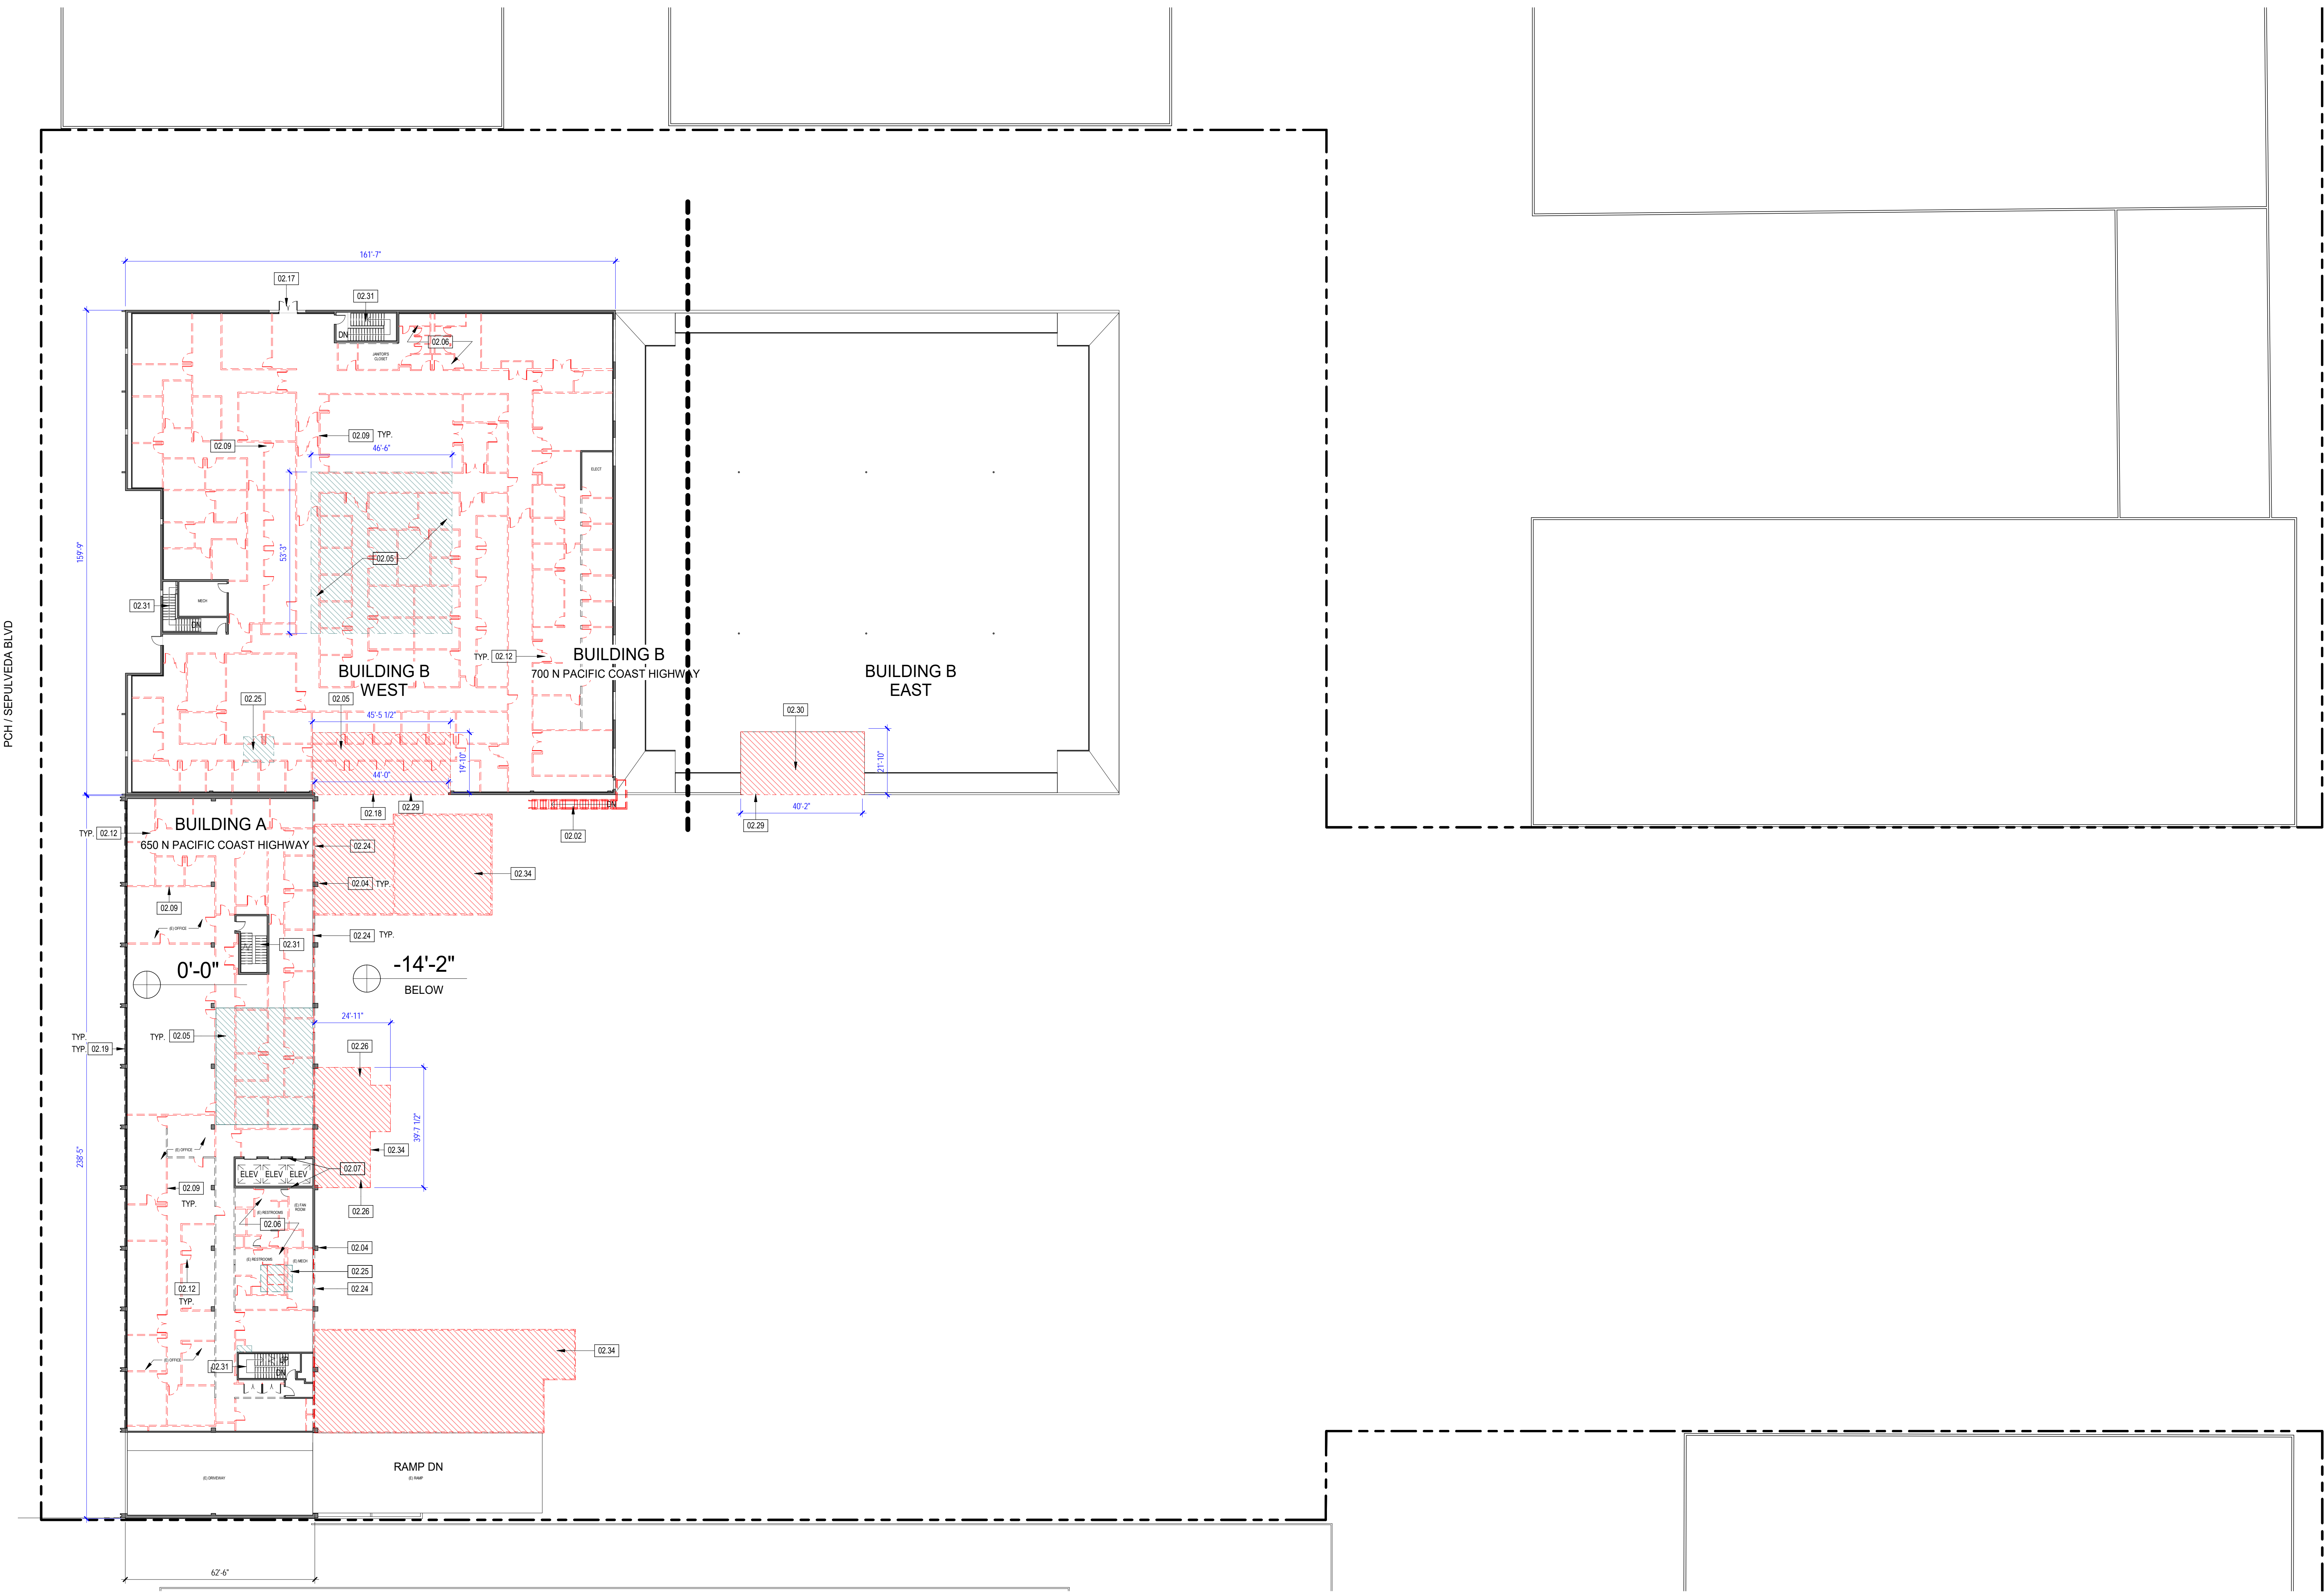 161'-7"
02.17
02.31
DN
JANITOR'S
CLOSET
02.06
02.09 TYP.
02.09
46'-6"
ELECT
159'-9"
53'-3"
02.05
MECH
02.31
DN
PCH / SEPULVEDA BLVD
TYP. 02.12
BUILDING B
700 N PACIFIC COAST HIGHWAY
BUILDING B
WEST
BUILDING B
EAST
02.25
02.05
45'-5 1/2"
02.30
19'-10"
21'-10"
44'-0"
02.18
02.29
DN
02.02
40'-2"
02.29
BUILDING A
650 N PACIFIC COAST HIGHWAY
TYP. 02.12
02.24
02.34
02.04 TYP.
02.09
(E) OFFICE
02.24 TYP.
02.31
0'-0"
-14'-2"
BELOW
24'-11"
TYP. 02.05
TYP.
TYP. 02.19
02.26
39'-7 1/2"
238'-5"
(E) OFFICE
02.34
02.07
ELEV ELEV ELEV
02.09
TYP.
(E) RESTROOMS
(E) FAN
ROOM
02.26
02.06
02.04
(E) RESTROOMS
(E) MECH
02.25
02.12
TYP.
02.24
02.34
(E) OFFICE
02.31
UP
DN
RAMP DN
(E) RAMP
(E) DRIVEWAY
62'-6"